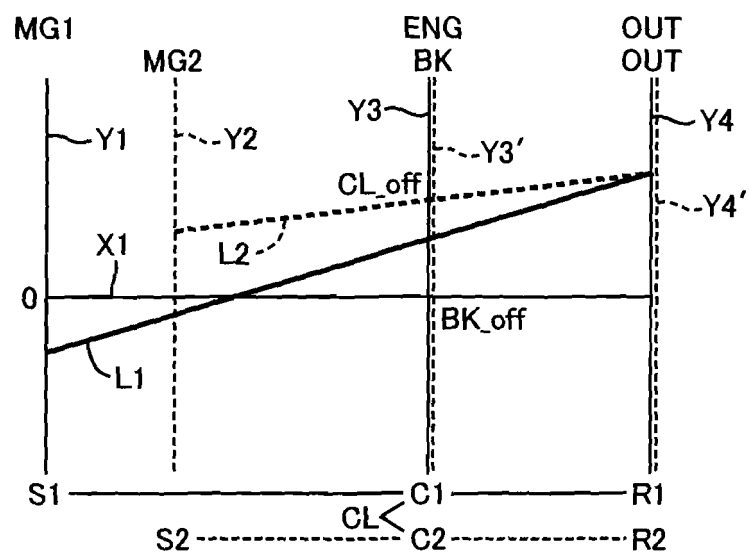 MG1 ENG OUT
MG2 BK OUT
Y3 Y4
Y1 Y2 Y3'
CL_off Y4'
L2
X1
0
BK_off
L1
S1 C1 R1
CL
S2 C2 R2